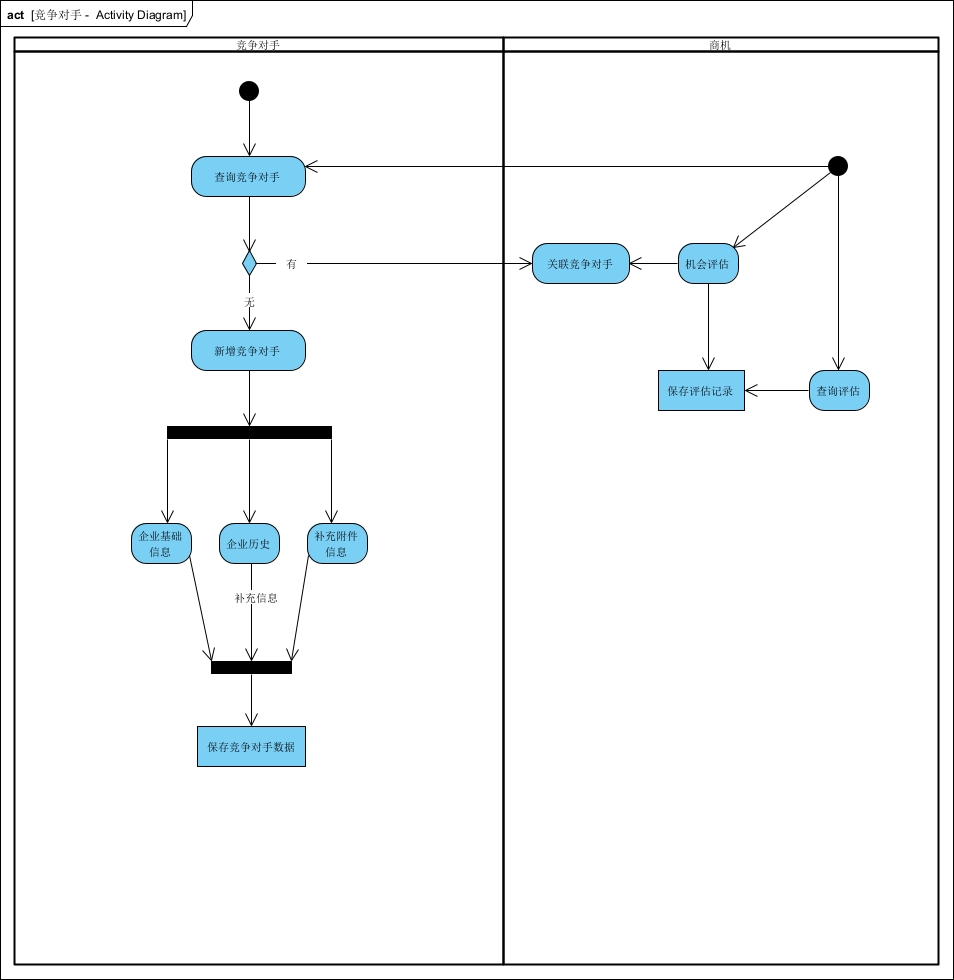 act [竞争对手 - Activity Diagram]
竞争对手
商机
查询竞争对手
有
关联竞争对手
机会评估
无
新增竞争对手
保存评估记录
查询评估
企业基础
信息
企业历史
补充附件
信息
补充信息
保存竞争对手数据